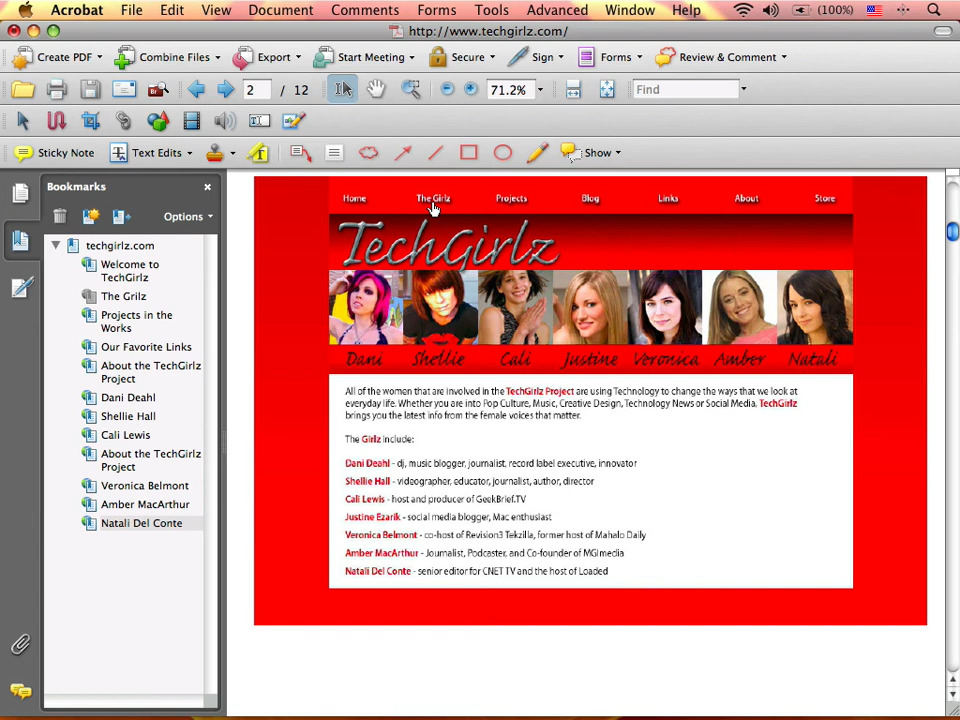 Acrobat File Edit View Document Comments Forms Tools Advanced Window Help (100%)
http://www.techgirlz.com/
Create PDF Combine Files Export Start Meeting Secure Sign Forms Review & Comment
2 / 12 71.2% Find
Sticky Note Text Edits Show
Bookmarks
Options
techgirlz.com
Welcome to
TechGirlz
The Grilz
Projects in the
Works
Our Favorite Links
About the TechGirlz
Project
Dani Deahl
Shellie Hall
Cali Lewis
About the TechGirlz
Project
Veronica Belmont
Amber MacArthur
Natali Del Conte
Home The Girlz Projects Blog Links About Store
TechGirlz
Dani Shellie Cali Justine Veronica Amber Natali
All of the women that are involved in the TechGirlz Project are using Technology to change the ways that we look at
everyday life. Whether you are into Pop Culture, Music, Creative Design, Technology News or Social Media, TechGirlz
brings you the latest info from the female voices that matter.
The Girlz include:
Dani Deahl - dj, music blogger, journalist, record label executive, innovator
Shellie Hall - videographer, educator, journalist, author, director
Cali Lewis - host and producer of GeekBrief.TV
Justine Ezarik - social media blogger, Mac enthusiast
Veronica Belmont - co-host of Revision3 Tekzilla, former host of Mahalo Daily
Amber MacArthur - Journalist, Podcaster, and Co-founder of MGImedia
Natali Del Conte - senior editor for CNET TV and the host of Loaded